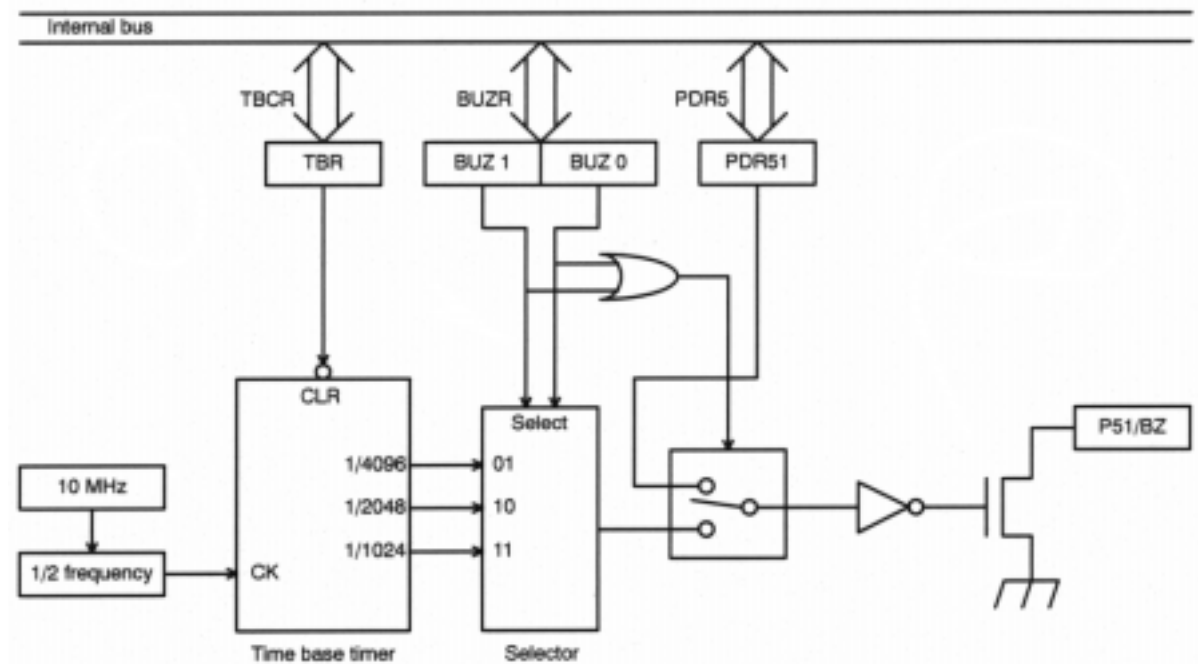 Internal bus
TBCR
BUZR
PDR5
TBR
BUZ 1
BUZ 0
PDR51
CLR
Select
P51/BZ
1/4096
01
10 MHz
1/2048
10
1/1024
11
1/2 frequency
CK
Time base timer
Selector